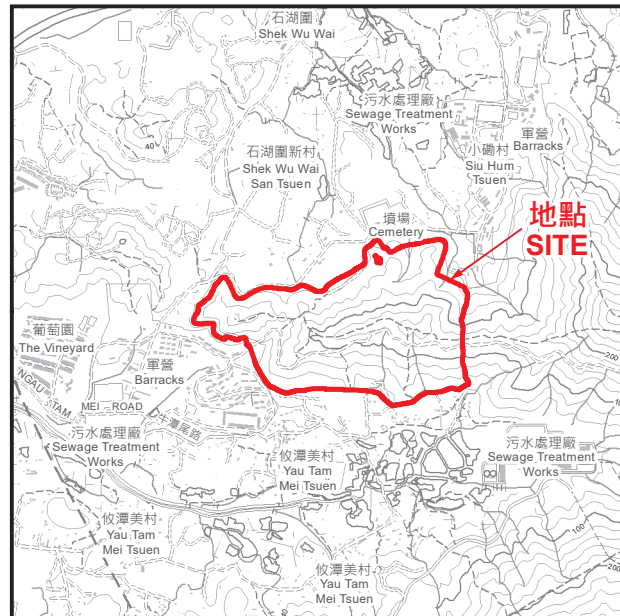 石湖圍
Shek Wu Wai
污水處理廠
Sewage Treatment
Works
軍營
Barracks
小磡村
Siu Hum
Tsuen
石湖圍新村
Shek Wu Wai
San Tsuen
40
墳場
Cemetery
地點
SITE
葡萄園
The Vineyard
軍營
Barracks
NGAU TAM
MEI ROAD
牛潭尾路
污水處理廠
Sewage Treatment
Works
攸潭美村
Yau Tam
Mei Tsuen
污水處理廠
Sewage Treatment
Works
200
攸潭美村
Yau Tam
Mei Tsuen
100
攸潭美村
Yau Tam
Mei Tsuen
200
40